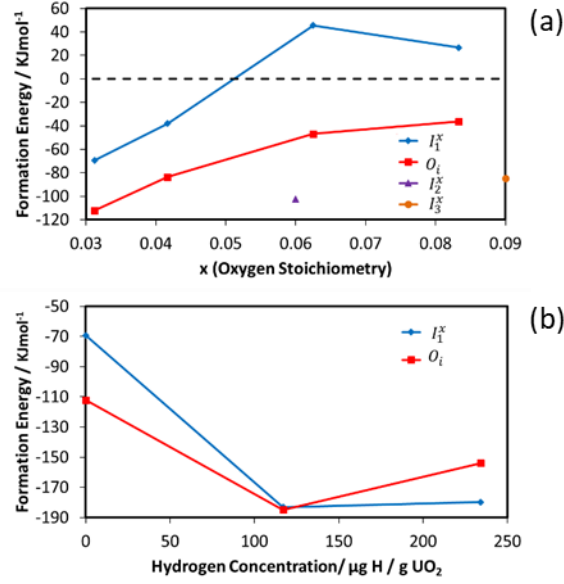 (a)
Formation Energy / KJmol-1
60
40
20
0
-20
-40
-60
-80
-100
-120
0.03 0.04 0.05 0.06 0.07 0.08 0.09
x (Oxygen Stoichiometry)
I₁ˣ
Oᵢ
I₂ˣ
I₃ˣ
(b)
Formation Energy / KJmol-1
-50
-70
-90
-110
-130
-150
-170
-190
0 50 100 150 200 250
Hydrogen Concentration/ µg H / g UO₂
I₁ˣ
Oᵢ